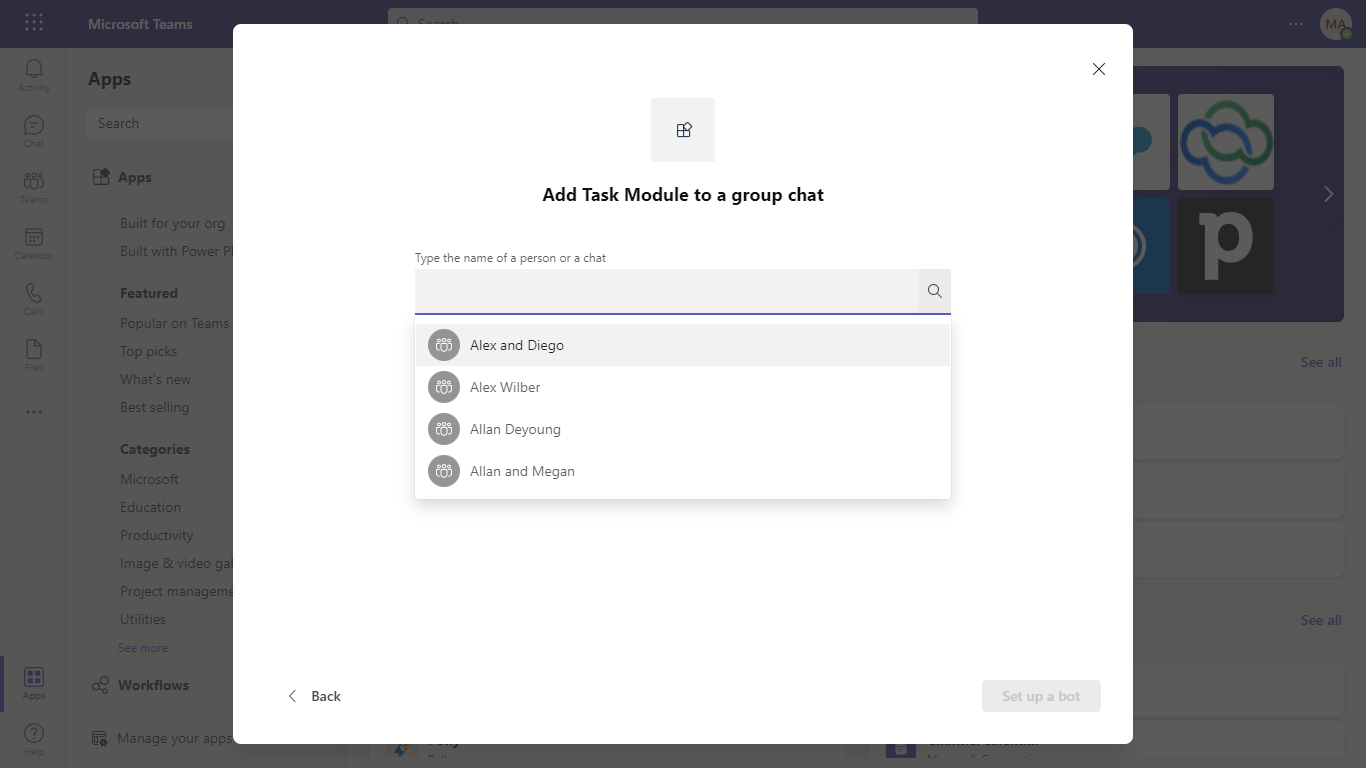 Microsoft Teams
Search
MA
Activity
Chat
Teams
Calendar
Calls
Files
Apps
Help
Apps
Search
Apps
Built for your org
Built with Power
Featured
Popular on Teams
Top picks
What's new
Best selling
Categories
Microsoft
Education
Productivity
Image & video
Project
Utilities
See more
Workflows
Manage your apps
Add Task Module to a group chat
Type the name of a person or a chat
Alex and Diego
Alex Wilber
Allan Deyoung
Allan and Megan
Back
Set up a bot
p
See all
See all